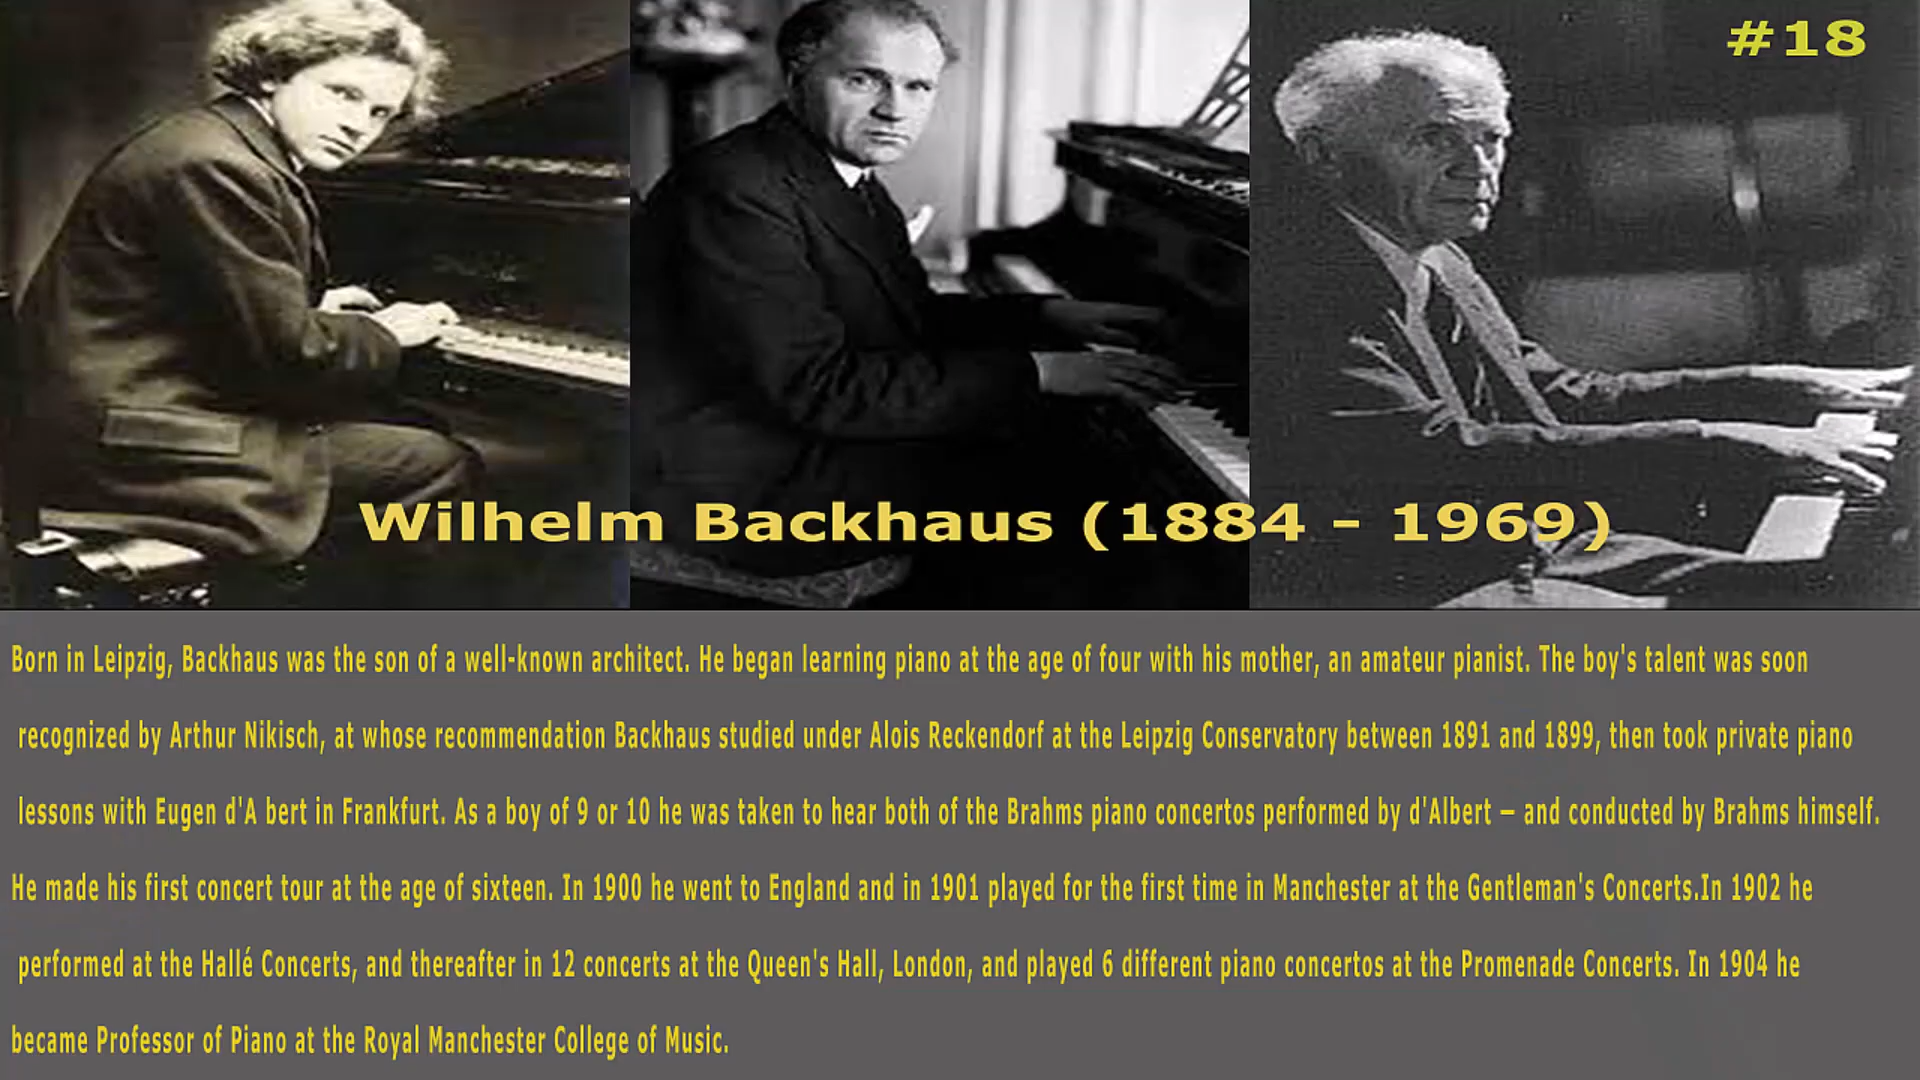 #18
Wilhelm Backhaus (1884 - 1969)
Born in Leipzig, Backhaus was the son of a well-known architect. He began learning piano at the age of four with his mother, an amateur pianist. The boy's talent was soon
recognized by Arthur Nikisch, at whose recommendation Backhaus studied under Alois Reckendorf at the Leipzig Conservatory between 1891 and 1899, then took private piano
lessons with Eugen d'A bert in Frankfurt. As a boy of 9 or 10 he was taken to hear both of the Brahms piano concertos performed by d'Albert – and conducted by Brahms himself.
He made his first concert tour at the age of sixteen. In 1900 he went to England and in 1901 played for the first time in Manchester at the Gentleman's Concerts.In 1902 he
performed at the Hallé Concerts, and thereafter in 12 concerts at the Queen's Hall, London, and played 6 different piano concertos at the Promenade Concerts. In 1904 he
became Professor of Piano at the Royal Manchester College of Music.